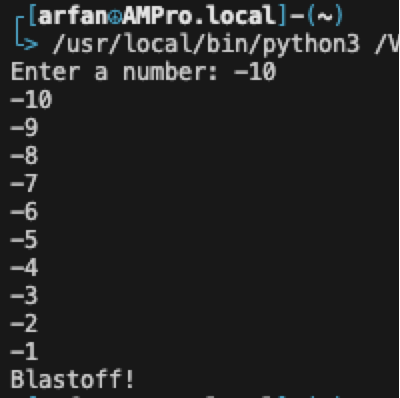 [arfan☮AMPro.local]-(~)
> /usr/local/bin/python3 /V
Enter a number: -10
-10
-9
-8
-7
-6
-5
-4
-3
-2
-1
Blastoff!